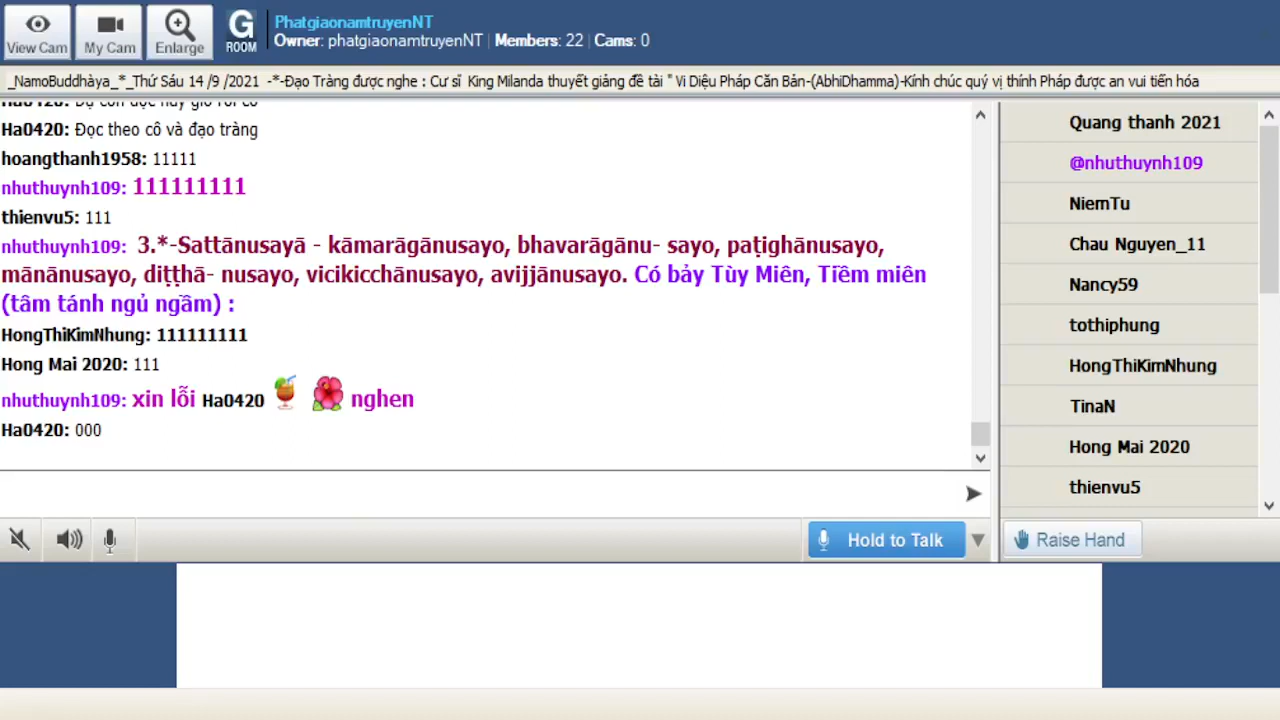 View Cam
My Cam
Enlarge
G
ROOM
PhatgiaonamtruyenNT
Owner: phatgiaonamtruyenNT | Members: 22 | Cams: 0
_NamoBuddhàya_*_Thứ Sáu 14 /9 /2021 -*-Đạo Tràng được nghe : Cư sĩ King Milanda thuyết giảng đề tài " Vi Diệu Pháp Căn Bản-(AbhiDhamma)-Kính chúc quý vị thính Pháp được an vui tiến hóa
Ha0420: Đọc theo cô và đạo tràng
hoangthanh1958: 11111
nhuthuynh109: 111111111
thienvu5: 111
nhuthuynh109: 3.*-Sattānusayā - kāmarāgānusayo, bhavarāgānu- sayo, paṭighānusayo,
mānānusayo, diṭṭhā- nusayo, vicikicchānusayo, avijjānusayo. Có bảy Tùy Miên, Tiềm miên
(tâm tánh ngủ ngầm) :
HongThiKimNhung: 111111111
Hong Mai 2020: 111
nhuthuynh109: xin lỗi Ha0420 nghen
Ha0420: 000
Quang thanh 2021
@nhuthuynh109
NiemTu
Chau Nguyen_11
Nancy59
tothiphung
HongThiKimNhung
TinaN
Hong Mai 2020
thienvu5
Hold to Talk
Raise Hand